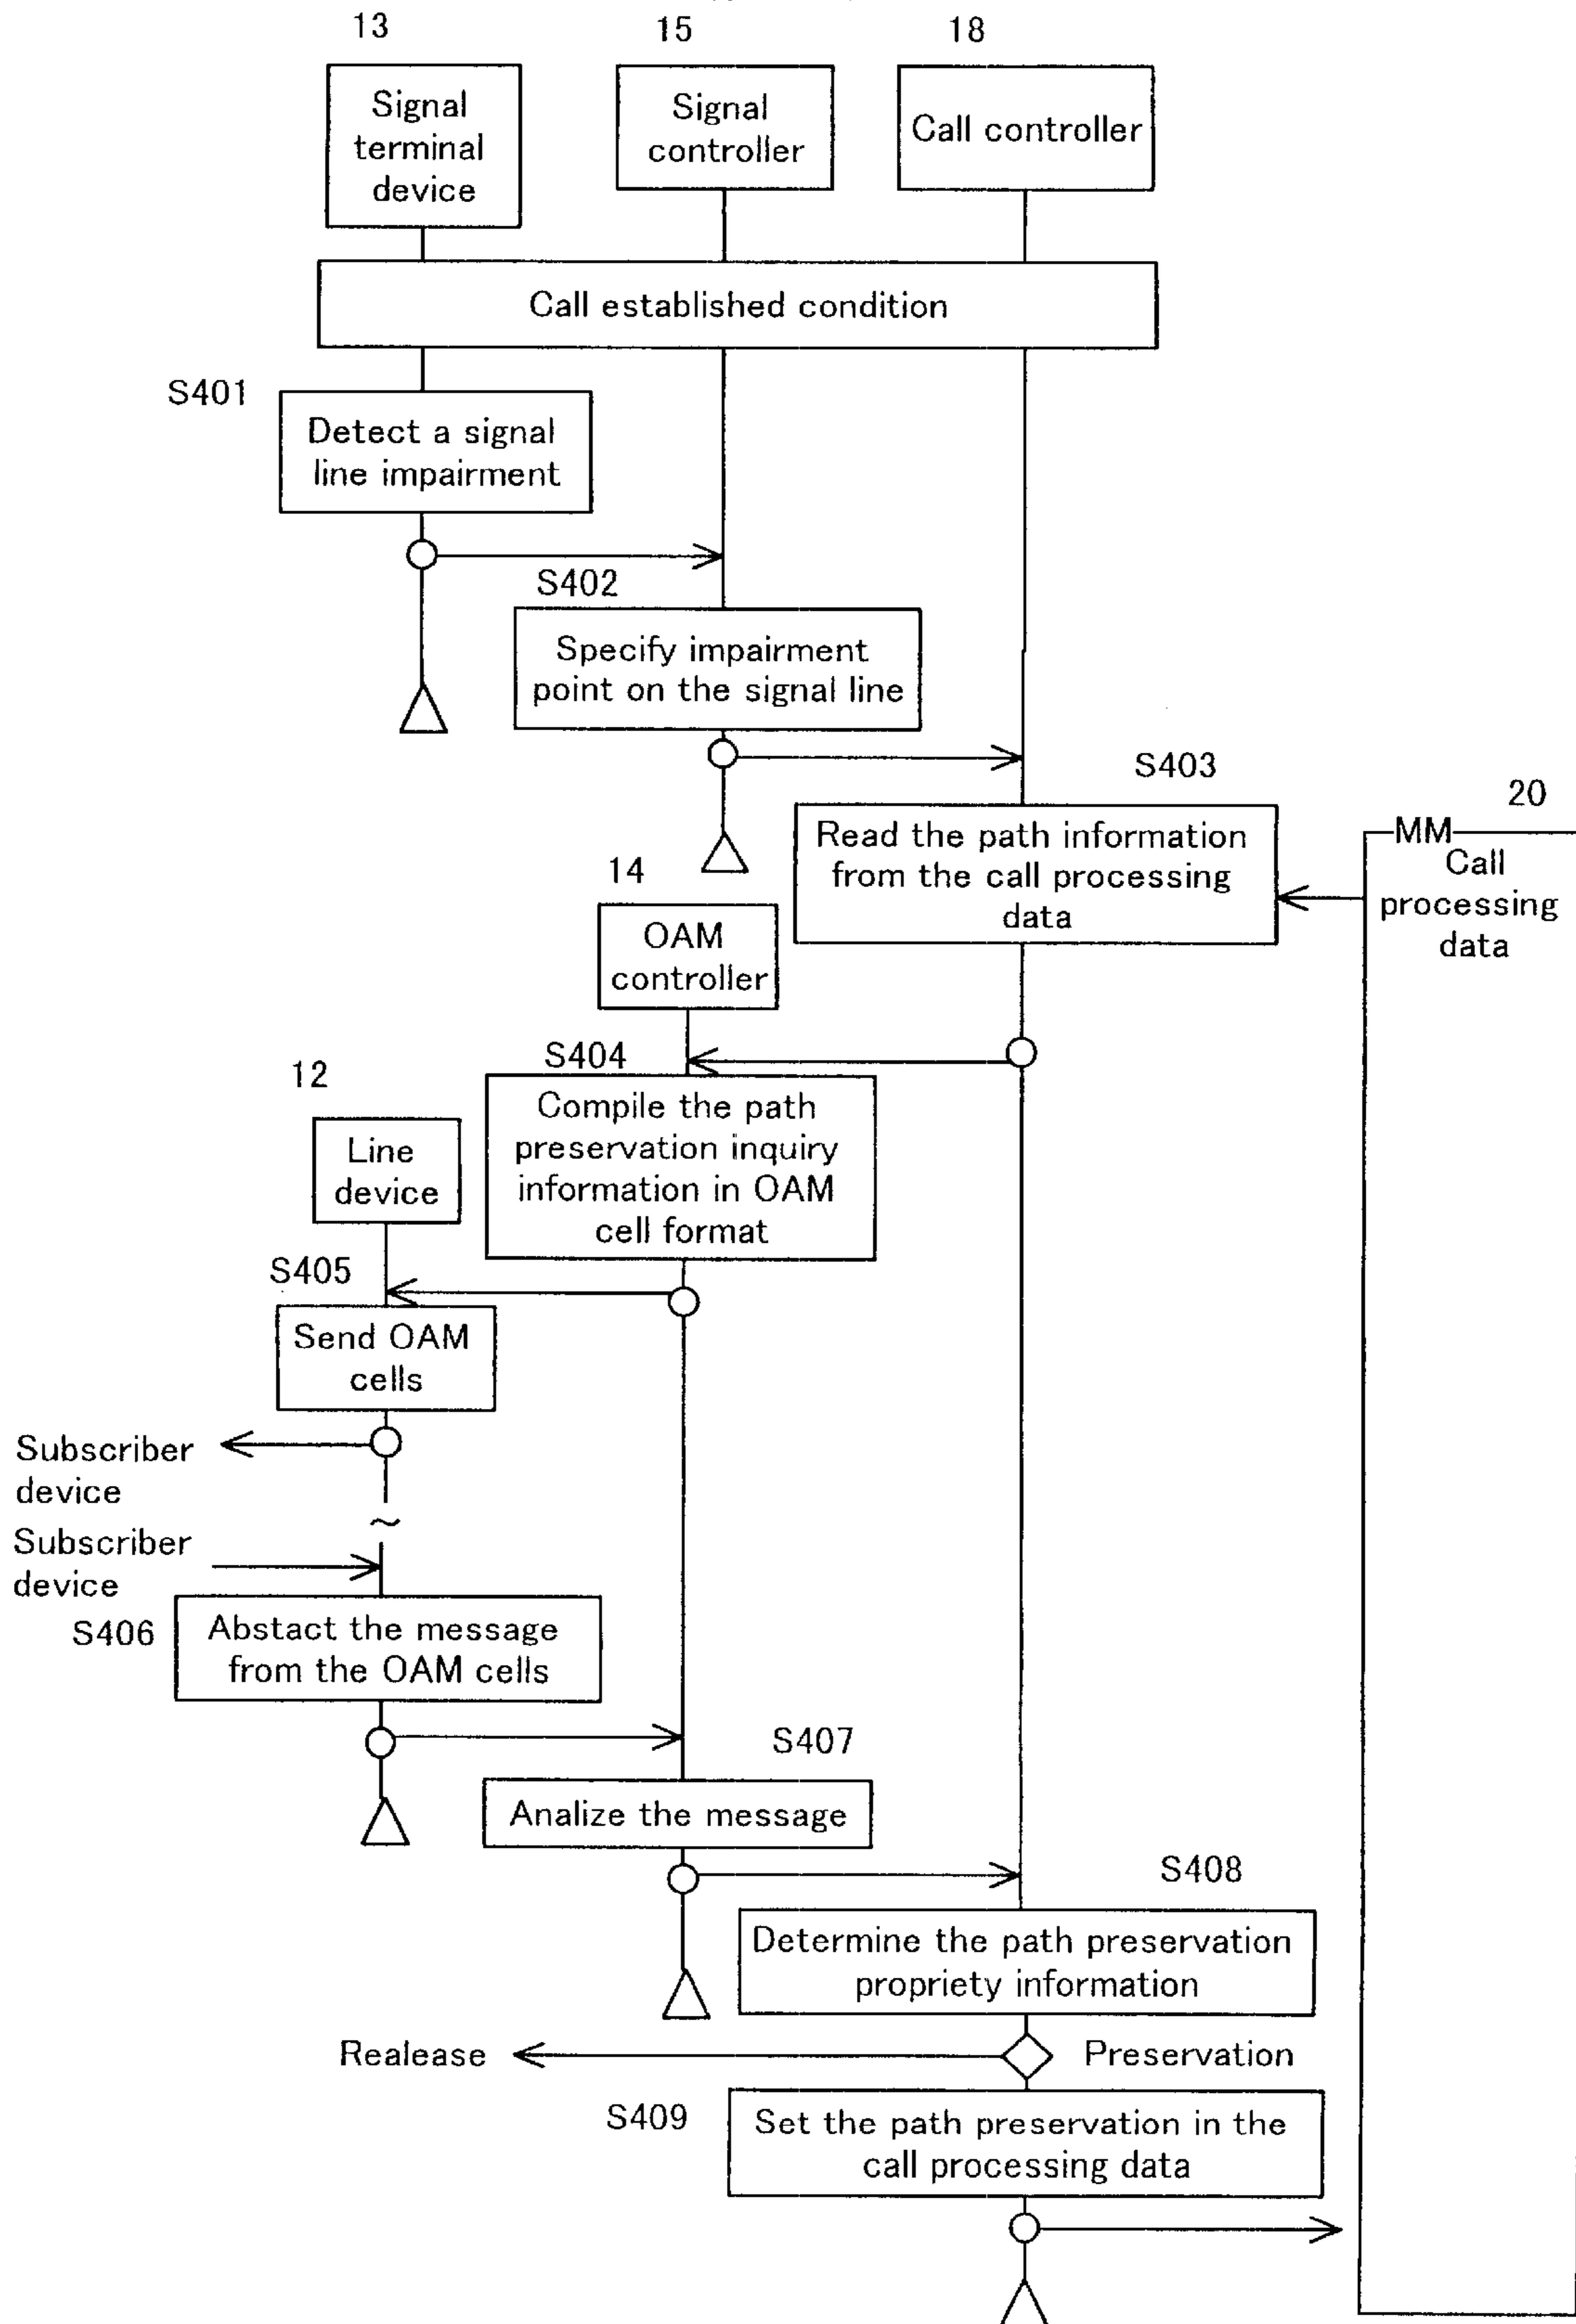 13
15
18
Signal
terminal
device
Signal
controller
Call controller
Call established condition
S401
Detect a signal
line impairment
S402
Specify impairment
point on the signal line
S403
20
Read the path information
from the call processing
data
MM
Call
processing
data
14
OAM
controller
S404
12
Compile the path
preservation inquiry
information in OAM
cell format
Line
device
S405
Send OAM
cells
Subscriber
device
~
Subscriber
device
S406
Abstact the message
from the OAM cells
S407
Analize the message
S408
Determine the path preservation
propriety information
Realease
Preservation
S409
Set the path preservation in the
call processing data